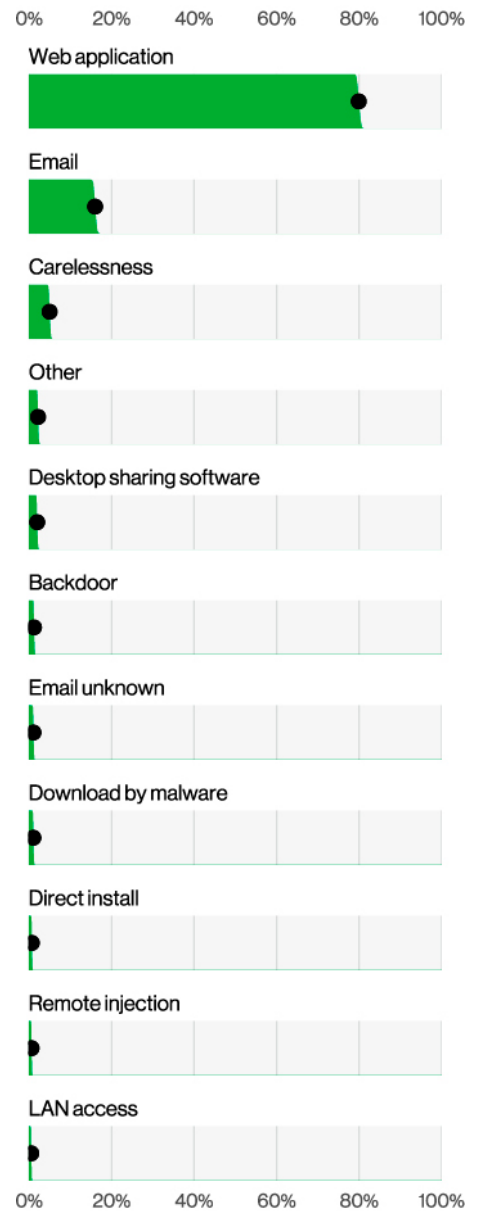 0% 20% 40% 60% 80% 100%
Web application
Email
Carelessness
Other
Desktop sharing software
Backdoor
Email unknown
Download by malware
Direct install
Remote injection
LAN access
0% 20% 40% 60% 80% 100%